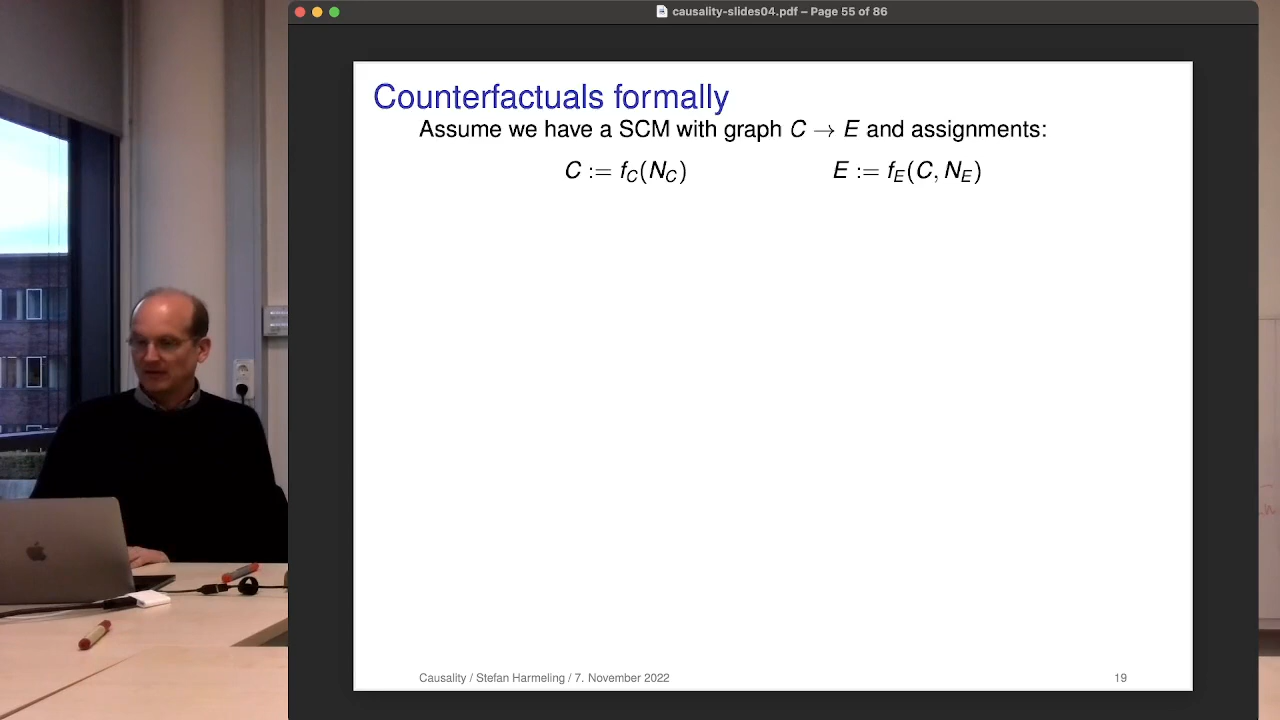 causality-slides04.pdf – Page 55 of 86
Counterfactuals formally
Assume we have a SCM with graph C → E and assignments:
C := f_C(N_C) E := f_E(C, N_E)
Causality / Stefan Harmeling / 7. November 2022 19